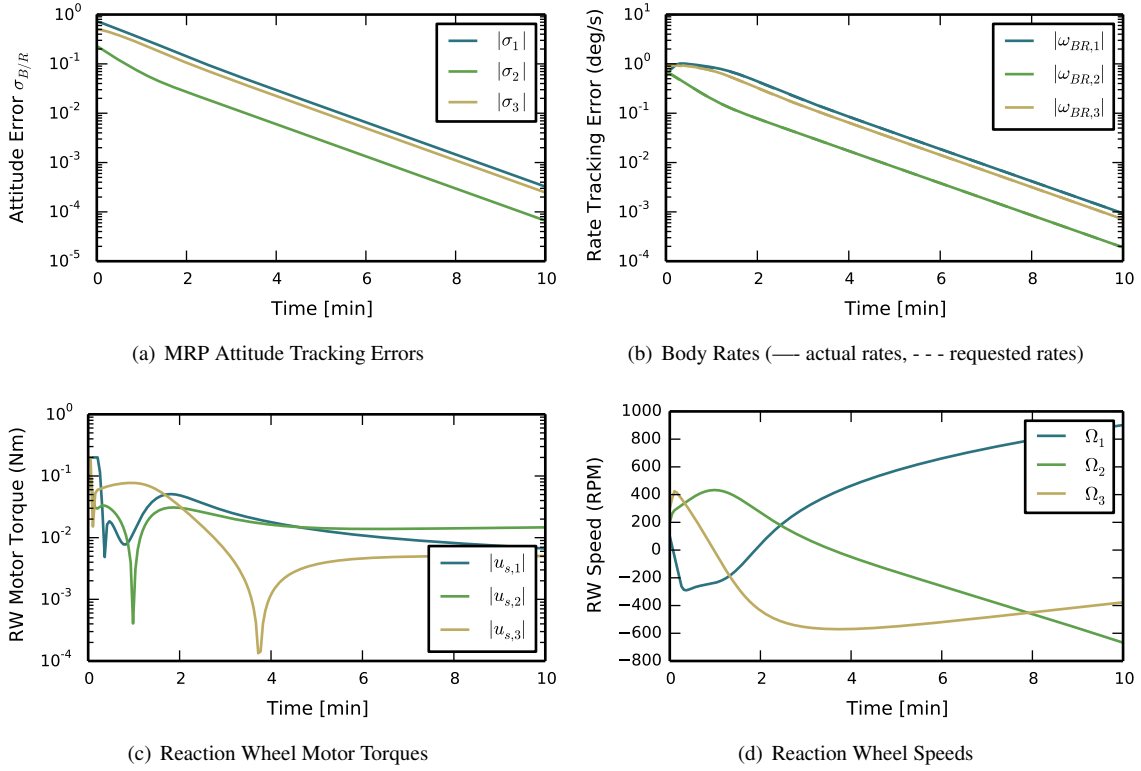 Attitude Error σ_{B/R}
10^0
10^{-1}
10^{-2}
10^{-3}
10^{-4}
10^{-5}
|σ_1|
|σ_2|
|σ_3|
0 2 4 6 8 10
Time [min]
(a) MRP Attitude Tracking Errors
Rate Tracking Error (deg/s)
10^1
10^0
10^{-1}
10^{-2}
10^{-3}
10^{-4}
|ω_{BR,1}|
|ω_{BR,2}|
|ω_{BR,3}|
0 2 4 6 8 10
Time [min]
(b) Body Rates (—- actual rates, - - - requested rates)
RW Motor Torque (Nm)
10^0
10^{-1}
10^{-2}
10^{-3}
10^{-4}
|u_{s,1}|
|u_{s,2}|
|u_{s,3}|
0 2 4 6 8 10
Time [min]
(c) Reaction Wheel Motor Torques
RW Speed (RPM)
1000
800
600
400
200
0
−200
−400
−600
−800
Ω_1
Ω_2
Ω_3
0 2 4 6 8 10
Time [min]
(d) Reaction Wheel Speeds